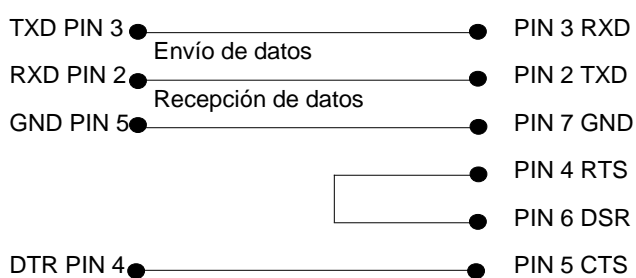 TXD PIN 3 PIN 3 RXD
Envío de datos
RXD PIN 2 PIN 2 TXD
Recepción de datos
GND PIN 5 PIN 7 GND
PIN 4 RTS
PIN 6 DSR
DTR PIN 4 PIN 5 CTS